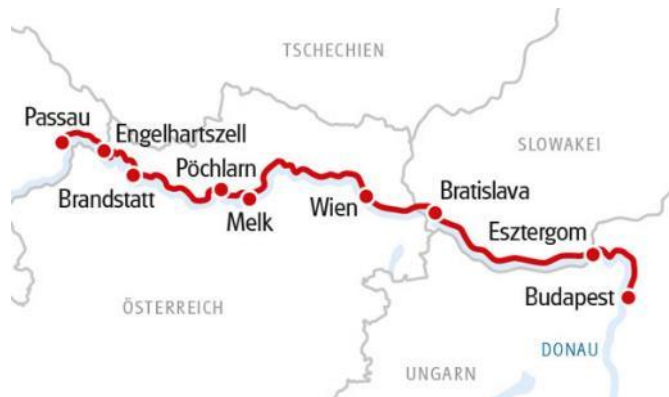 TSCHECHIEN
Passau
Engelhartszell
SLOWAKEI
Pöchlarn
Brandstatt
Melk
Wien
Bratislava
Esztergom
Budapest
ÖSTERREICH
DONAU
UNGARN